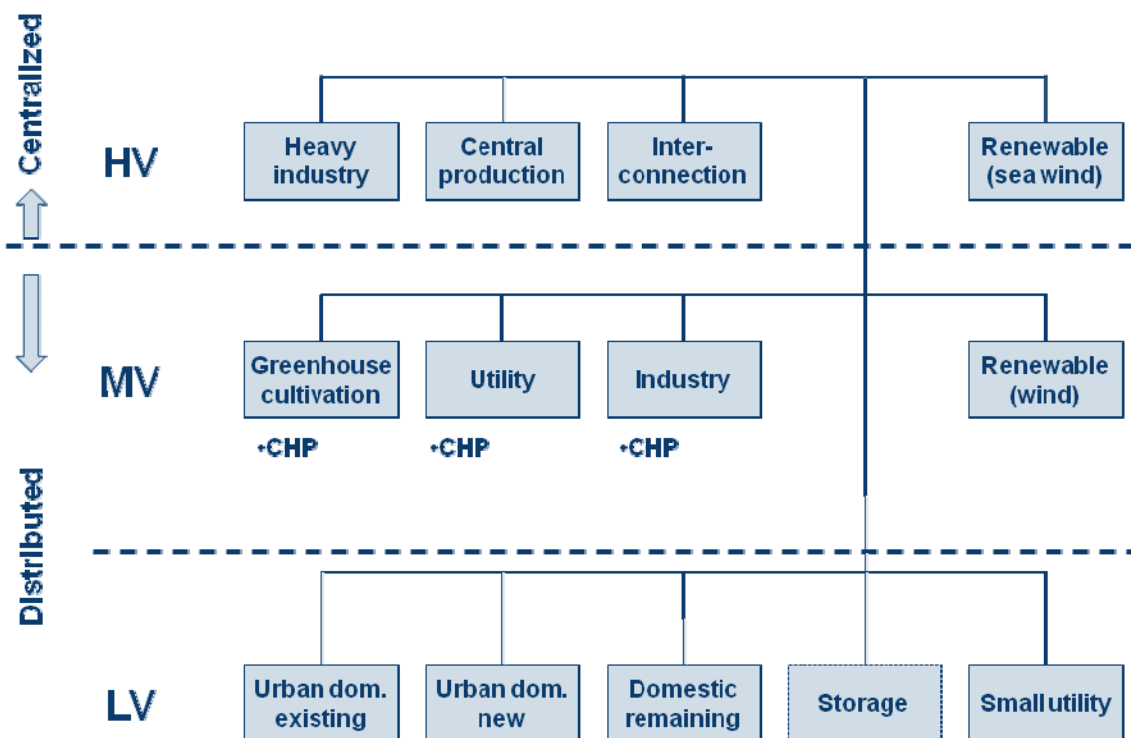 Centralized
HV
Heavy
industry
Central
production
Inter-
connection
Renewable
(sea wind)
MV
Greenhouse
cultivation
Utility
Industry
Renewable
(wind)
+CHP
+CHP
+CHP
Distributed
LV
Urban dom.
existing
Urban dom.
new
Domestic
remaining
Storage
Small utility